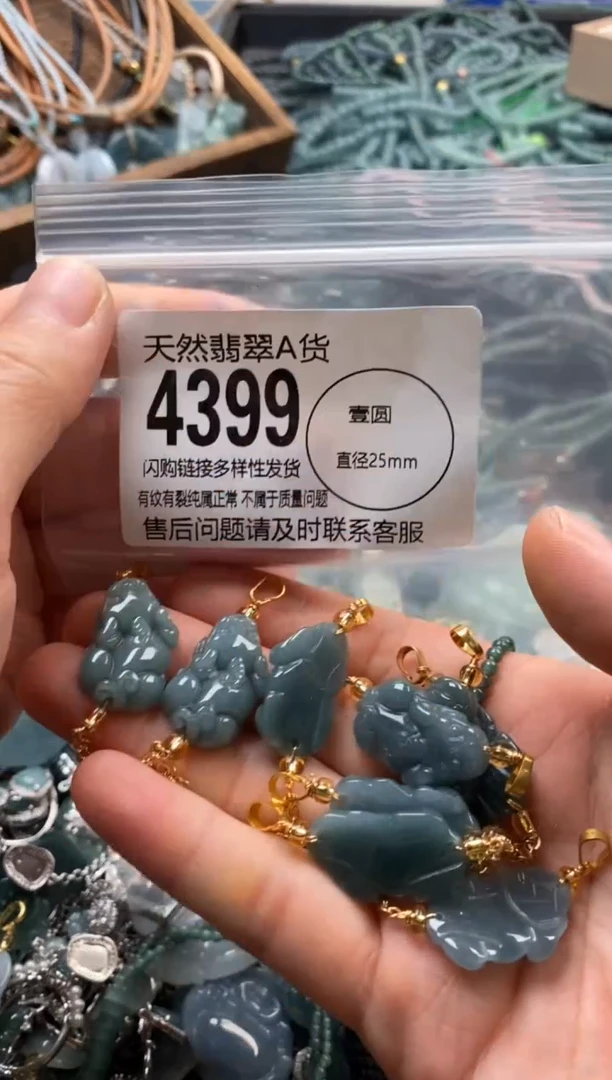 天然翡翠A货
4399
壹圆
直径25mm
闪购链接多样性发货
有纹有裂纯属正常 不属于质量问题
售后问题请及时联系客服